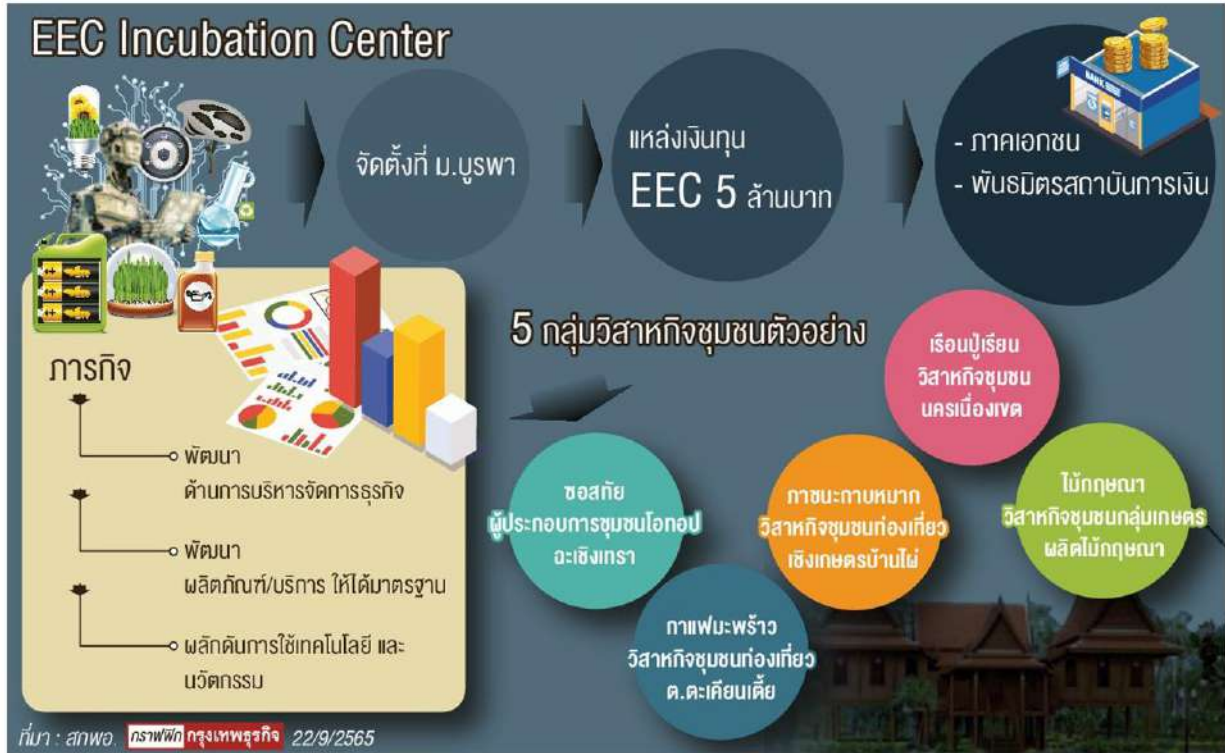 EEC Incubation Center
จัดตั้งที่ ม.บูรพา
แหล่งเงินทุน
EEC 5 ล้านบาท
- ภาคเอกชน
- พันธมิตรสถาบันการเงิน
BANK
ภารกิจ
พัฒนา
ด้านการบริหารจัดการธุรกิจ
พัฒนา
ผลิตภัณฑ์/บริการ ให้ได้มาตรฐาน
ผลักดันการใช้เทคโนโลยี และ
นวัตกรรม
5 กลุ่มวิสาหกิจชุมชนตัวอย่าง
เรือนปู่เรียน
วิสาหกิจชุมชน
นครเนื่องเขต
ซอสทัย
ผู้ประกอบการชุมชนโอทอป
ฉะเชิงเทรา
ภาชนะกาบหมาก
วิสาหกิจชุมชนท่องเที่ยว
เชิงเกษตรบ้านไผ่
ไม้กฤษณา
วิสาหกิจชุมชนกลุ่มเกษตร
ผลิตไม้กฤษณา
กาแฟมะพร้าว
วิสาหกิจชุมชนท่องเที่ยว
ต.ตะเคียนเตี้ย
ที่มา : สกพอ. กราฟฟิก กรุงเทพธุรกิจ 22/9/2565